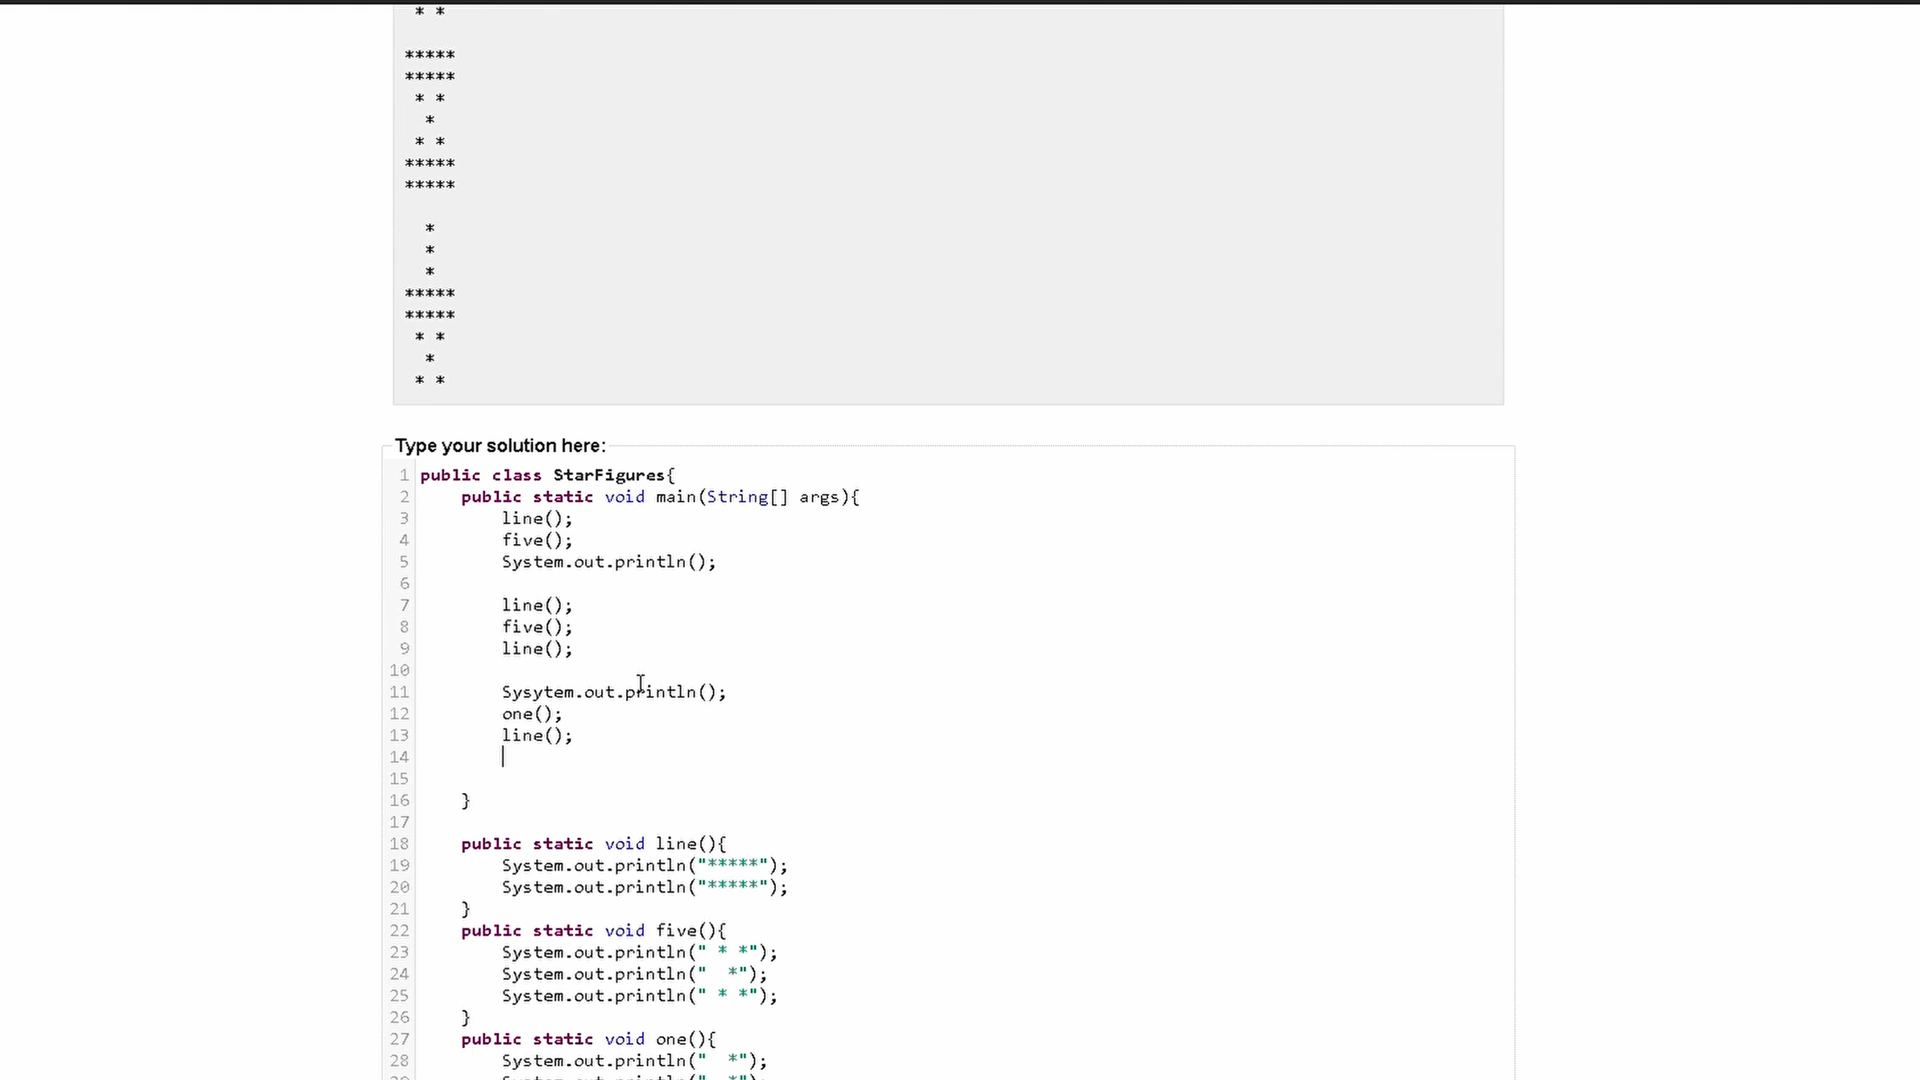 * *

*****
*****
 * *
  *
 * *
*****
*****

  *
  *
  *
*****
*****
 * *
  *
 * *
Type your solution here:
1 public class StarFigures{
2     public static void main(String[] args){
3         line();
4         five();
5         System.out.println();
6
7         line();
8         five();
9         line();
10
11         Sysytem.out.println();
12         one();
13         line();
14
15
16     }
17
18     public static void line(){
19         System.out.println("*****");
20         System.out.println("*****");
21     }
22     public static void five(){
23         System.out.println(" * *");
24         System.out.println("  *");
25         System.out.println(" * *");
26     }
27     public static void one(){
28         System.out.println("  *");